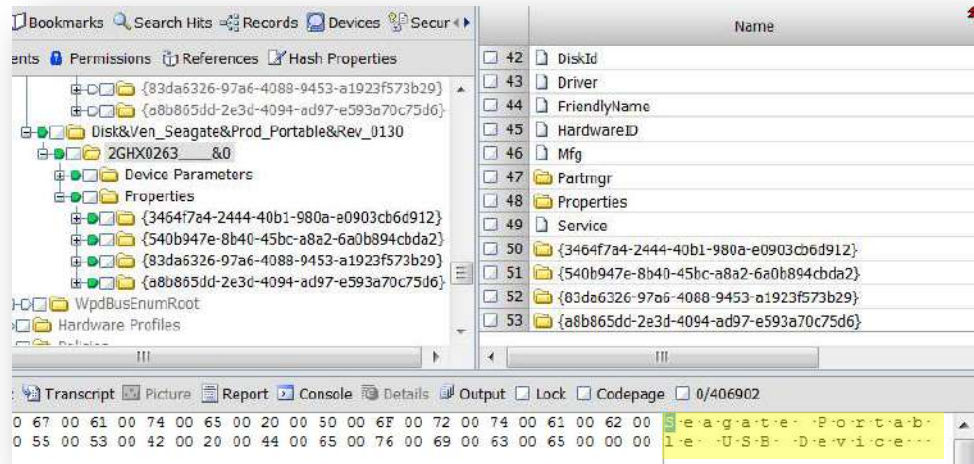 Bookmarks Search Hits Records Devices Secur
ents Permissions References Hash Properties
{83da6326-97a6-4088-9453-a1923f573b29}
{a8b865dd-2e3d-4094-ad97-e593a70c75d6}
Disk&Ven_Seagate&Prod_Portable&Rev_0130
2GHX0263____&0
Device Parameters
Properties
{3464f7a4-2444-40b1-980a-e0903cb6d912}
{540b947e-8b40-45bc-a8a2-6a0b894cbda2}
{83da6326-97a6-4088-9453-a1923f573b29}
{a8b865dd-2e3d-4094-ad97-e593a70c75d6}
WpdBusEnumRoot
Hardware Profiles
Name
42 DiskId
43 Driver
44 FriendlyName
45 HardwareID
46 Mfg
47 Partmgr
48 Properties
49 Service
50 {3464f7a4-2444-40b1-980a-e0903cb6d912}
51 {540b947e-8b40-45bc-a8a2-6a0b894cbda2}
52 {83da6326-97a6-4088-9453-a1923f573b29}
53 {a8b865dd-2e3d-4094-ad97-e593a70c75d6}
Transcript Picture Report Console Details Output Lock Codepage 0/406902
0 67 00 61 00 74 00 65 00 20 00 50 00 6F 00 72 00 74 00 61 00 62 00 S·e·a·g·a·t·e· ·P·o·r·t·a·b·
0 55 00 53 00 42 00 20 00 44 00 65 00 76 00 69 00 63 00 65 00 00 00 l·e· ·U·S·B· ·D·e·v·i·c·e···